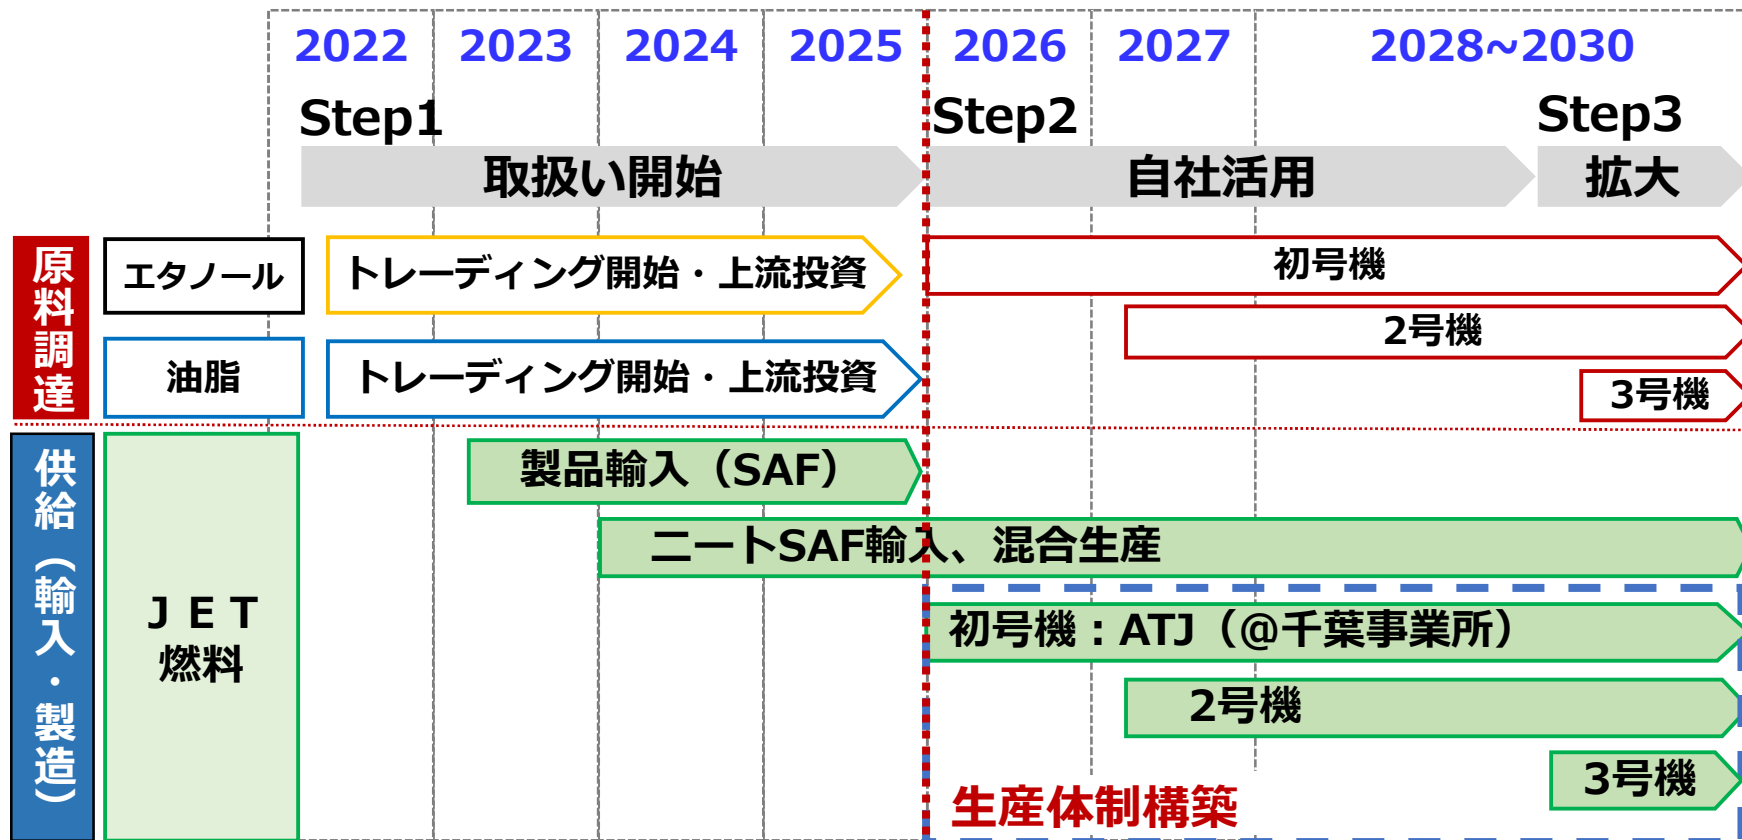 2022 2023 2024 2025 2026 2027 2028~2030
Step1 Step2 Step3
取扱い開始 自社活用 拡大
原料調達
エタノール
トレーディング開始・上流投資
初号機
2号機
油脂
トレーディング開始・上流投資
3号機
供給（輸入・製造）
JET
燃料
製品輸入（SAF）
ニートSAF輸入、混合生産
初号機：ATJ（@千葉事業所）
2号機
3号機
生産体制構築